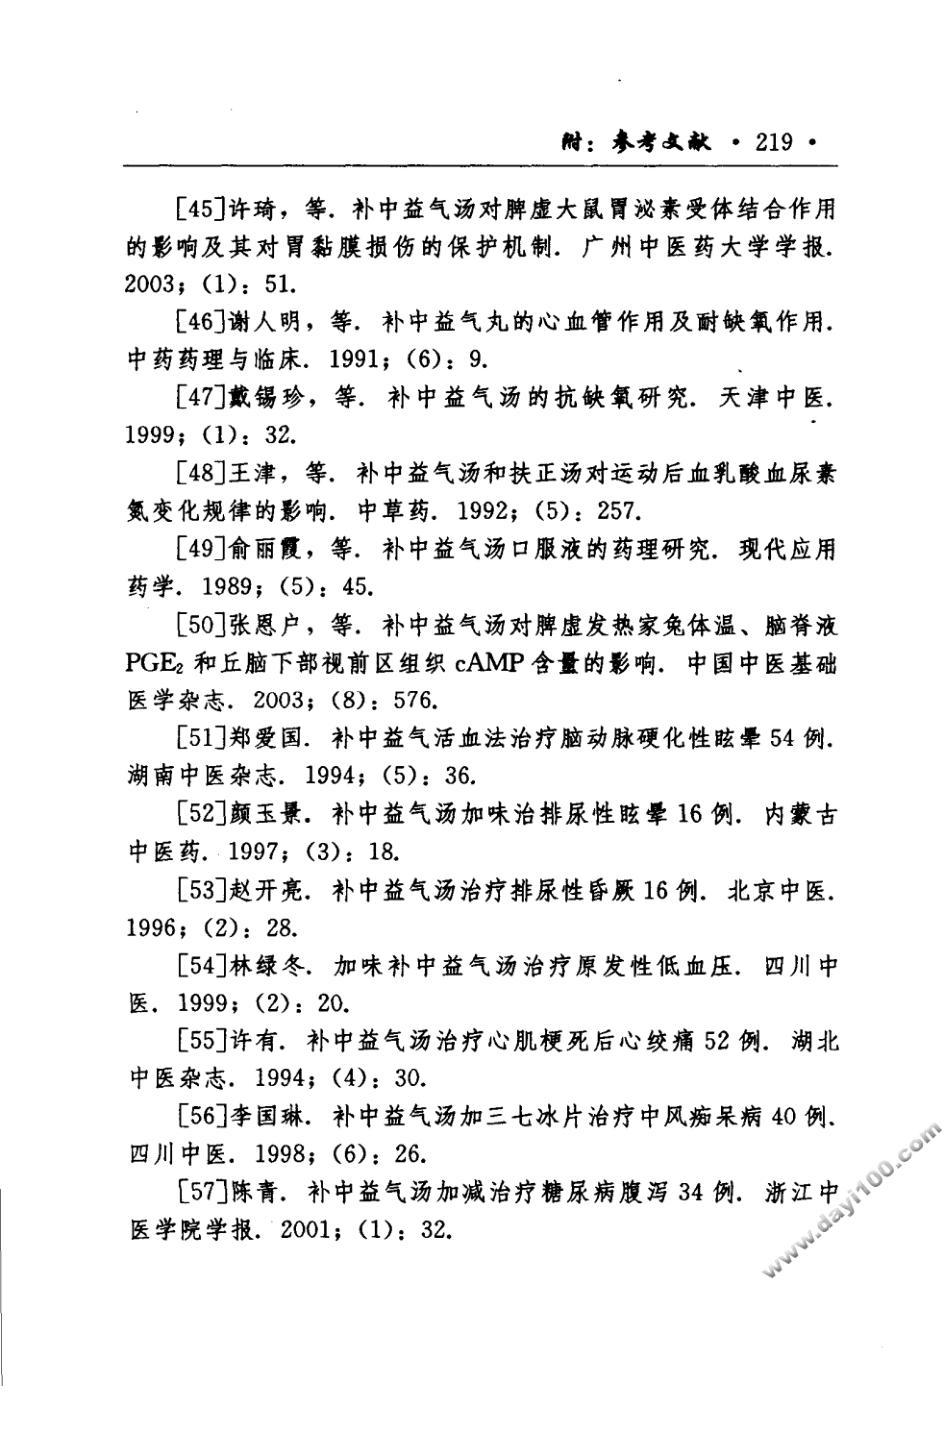 附：参考文献 · 219 ·
[45]许琦，等．补中益气汤对脾虚大鼠胃泌素受体结合作用
的影响及其对胃黏膜损伤的保护机制．广州中医药大学学报．
2003；（1）：51.
[46]谢人明，等．补中益气丸的心血管作用及耐缺氧作用．
中药药理与临床．1991；（6）：9.
[47]戴锡珍，等．补中益气汤的抗缺氧研究．天津中医．
1999；（1）：32.
[48]王津，等．补中益气汤和扶正汤对运动后血乳酸血尿素
氮变化规律的影响．中草药．1992；（5）：257.
[49]俞丽霞，等．补中益气汤口服液的药理研究．现代应用
药学．1989；（5）：45.
[50]张恩户，等．补中益气汤对脾虚发热家兔体温、脑脊液
PGE₂ 和丘脑下部视前区组织 cAMP 含量的影响．中国中医基础
医学杂志．2003；（8）：576.
[51]郑爱国．补中益气活血法治疗脑动脉硬化性眩晕 54 例．
湖南中医杂志．1994；（5）：36.
[52]颜玉景．补中益气汤加味治排尿性眩晕 16 例．内蒙古
中医药．1997；（3）：18.
[53]赵开亮．补中益气汤治疗排尿性昏厥 16 例．北京中医．
1996；（2）：28.
[54]林绿冬．加味补中益气汤治疗原发性低血压．四川中
医．1999；（2）：20.
[55]许有．补中益气汤治疗心肌梗死后心绞痛 52 例．湖北
中医杂志．1994；（4）：30.
[56]李国琳．补中益气汤加三七冰片治疗中风痴呆病 40 例．
四川中医．1998；（6）：26.
[57]陈青．补中益气汤加减治疗糖尿病腹泻 34 例．浙江中
医学院学报．2001；（1）：32.
www.dayi100.com